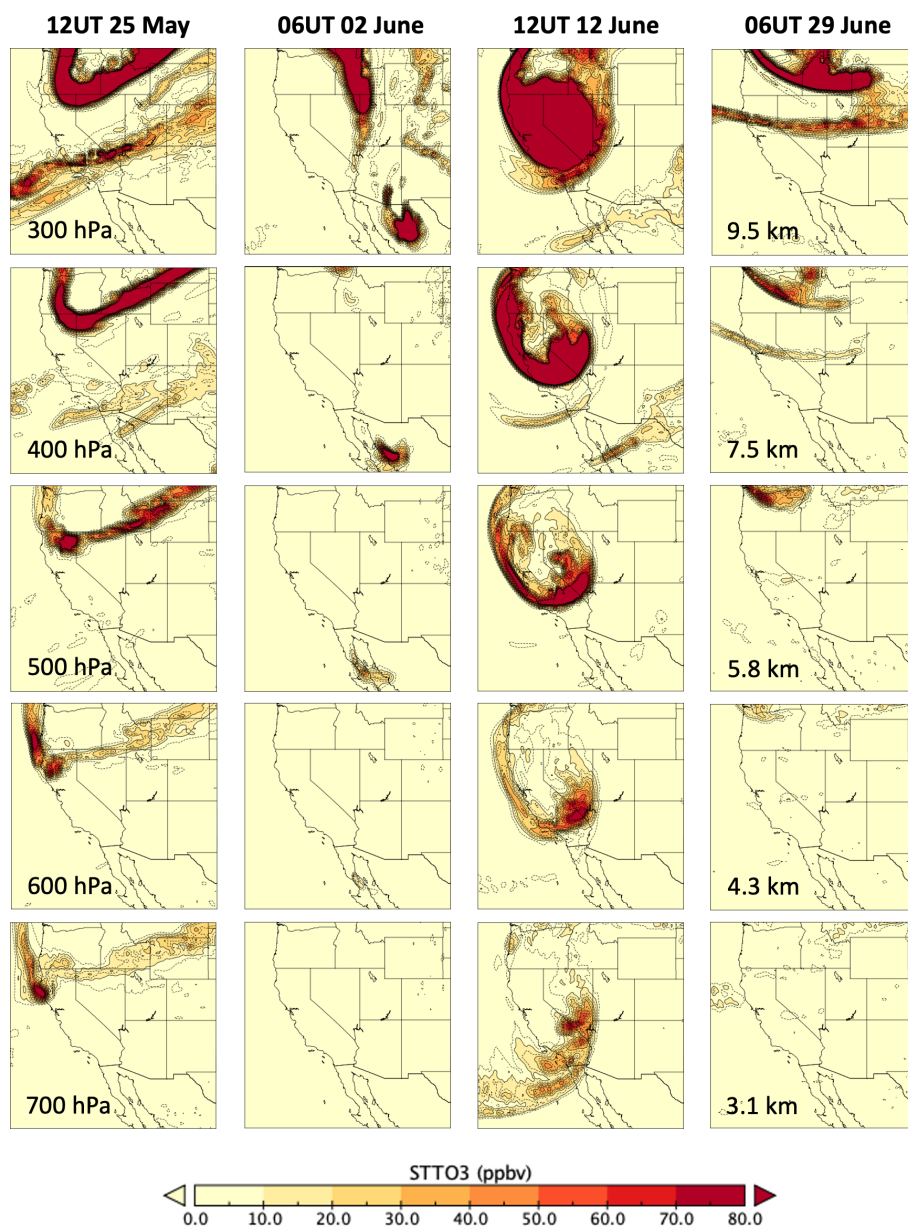 12UT 25 May 06UT 02 June 12UT 12 June 06UT 29 June
300 hPa 9.5 km
400 hPa 7.5 km
500 hPa 5.8 km
600 hPa 4.3 km
700 hPa 3.1 km
STTO3 (ppbv)
0.0 10.0 20.0 30.0 40.0 50.0 60.0 70.0 80.0